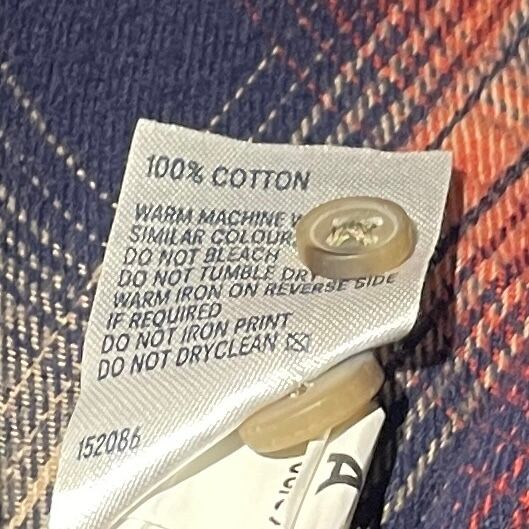 100% COTTON
WARM MACHINE
SIMILAR COLOUR
DO NOT BLEACH
DO NOT TUMBLE DRY
WARM IRON ON REVERSE SIDE
IF REQUIRED
DO NOT IRON PRINT
DO NOT DRYCLEAN
152086
A